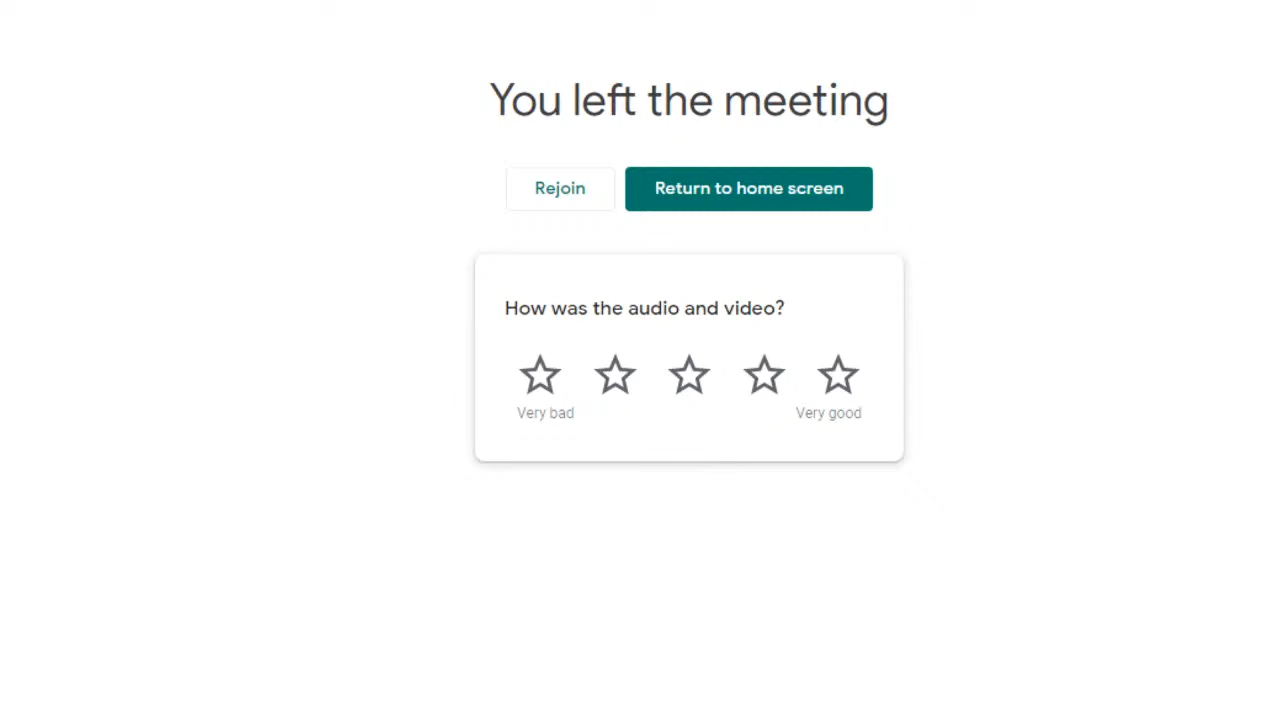 You left the meeting
Rejoin Return to home screen
How was the audio and video?
Very bad Very good